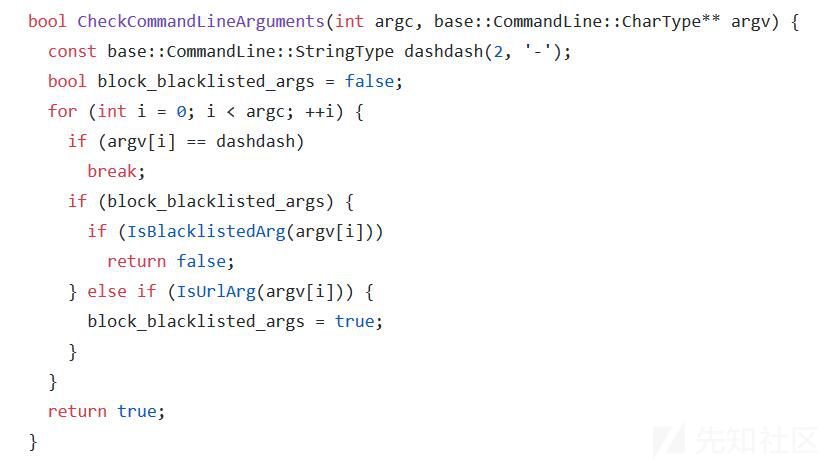 bool CheckCommandLineArguments(int argc, base::CommandLine::CharType** argv) {
  const base::CommandLine::StringType dashdash(2, '-');
  bool block_blacklisted_args = false;
  for (int i = 0; i < argc; ++i) {
    if (argv[i] == dashdash)
      break;
    if (block_blacklisted_args) {
      if (IsBlacklistedArg(argv[i]))
        return false;
    } else if (IsUrlArg(argv[i])) {
      block_blacklisted_args = true;
    }
  }
  return true;
}
先知社区